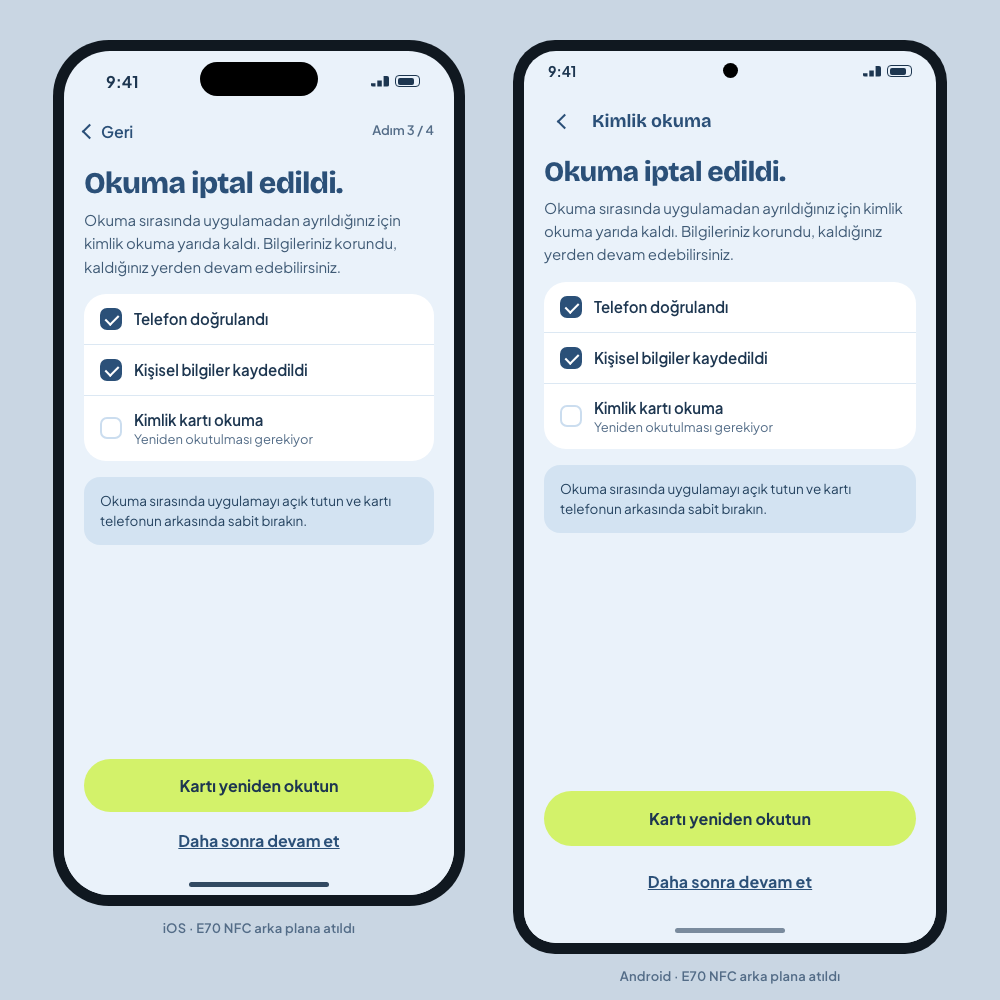 9:41
Geri
Adım 3 / 4
Okuma iptal edildi.
Okuma sırasında uygulamadan ayrıldığınız için
kimlik okuma yarıda kaldı. Bilgileriniz korundu,
kaldığınız yerden devam edebilirsiniz.
Telefon doğrulandı
Kişisel bilgiler kaydedildi
Kimlik kartı okuma
Yeniden okutulması gerekiyor
Okuma sırasında uygulamayı açık tutun ve kartı
telefonun arkasında sabit bırakın.
Kartı yeniden okutun
Daha sonra devam et
iOS · E70 NFC arka plana atıldı
9:41
Kimlik okuma
Okuma iptal edildi.
Okuma sırasında uygulamadan ayrıldığınız için kimlik
okuma yarıda kaldı. Bilgileriniz korundu, kaldığınız
yerden devam edebilirsiniz.
Telefon doğrulandı
Kişisel bilgiler kaydedildi
Kimlik kartı okuma
Yeniden okutulması gerekiyor
Okuma sırasında uygulamayı açık tutun ve kartı
telefonun arkasında sabit bırakın.
Kartı yeniden okutun
Daha sonra devam et
Android · E70 NFC arka plana atıldı